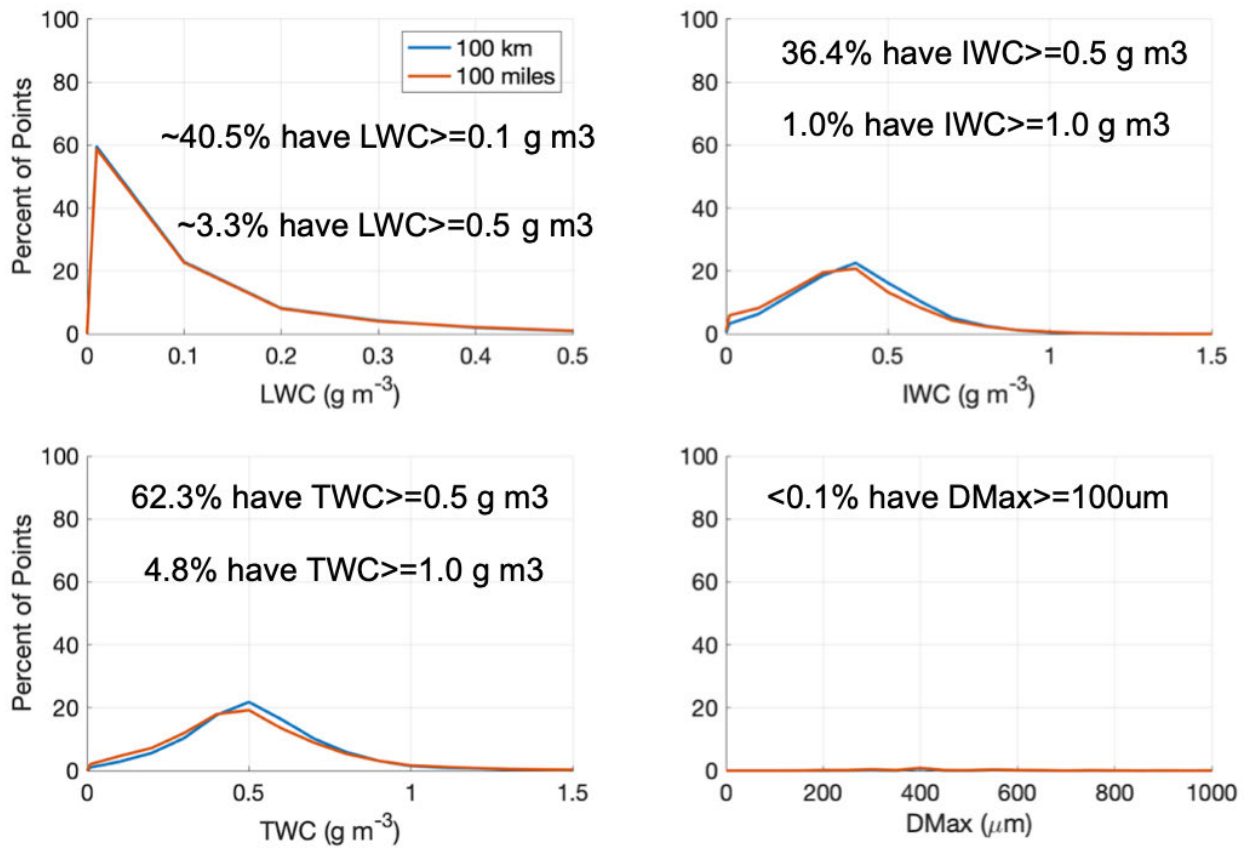 100
80
60
40
20
0
Percent of Points
100 km
100 miles
~40.5% have LWC>=0.1 g m3
~3.3% have LWC>=0.5 g m3
0 0.1 0.2 0.3 0.4 0.5
LWC (g m⁻³)
100
80
60
40
20
0
36.4% have IWC>=0.5 g m3
1.0% have IWC>=1.0 g m3
0 0.5 1 1.5
IWC (g m⁻³)
100
80
60
40
20
0
Percent of Points
62.3% have TWC>=0.5 g m3
4.8% have TWC>=1.0 g m3
0 0.5 1 1.5
TWC (g m⁻³)
100
80
60
40
20
0
<0.1% have DMax>=100um
0 200 400 600 800 1000
DMax (μm)